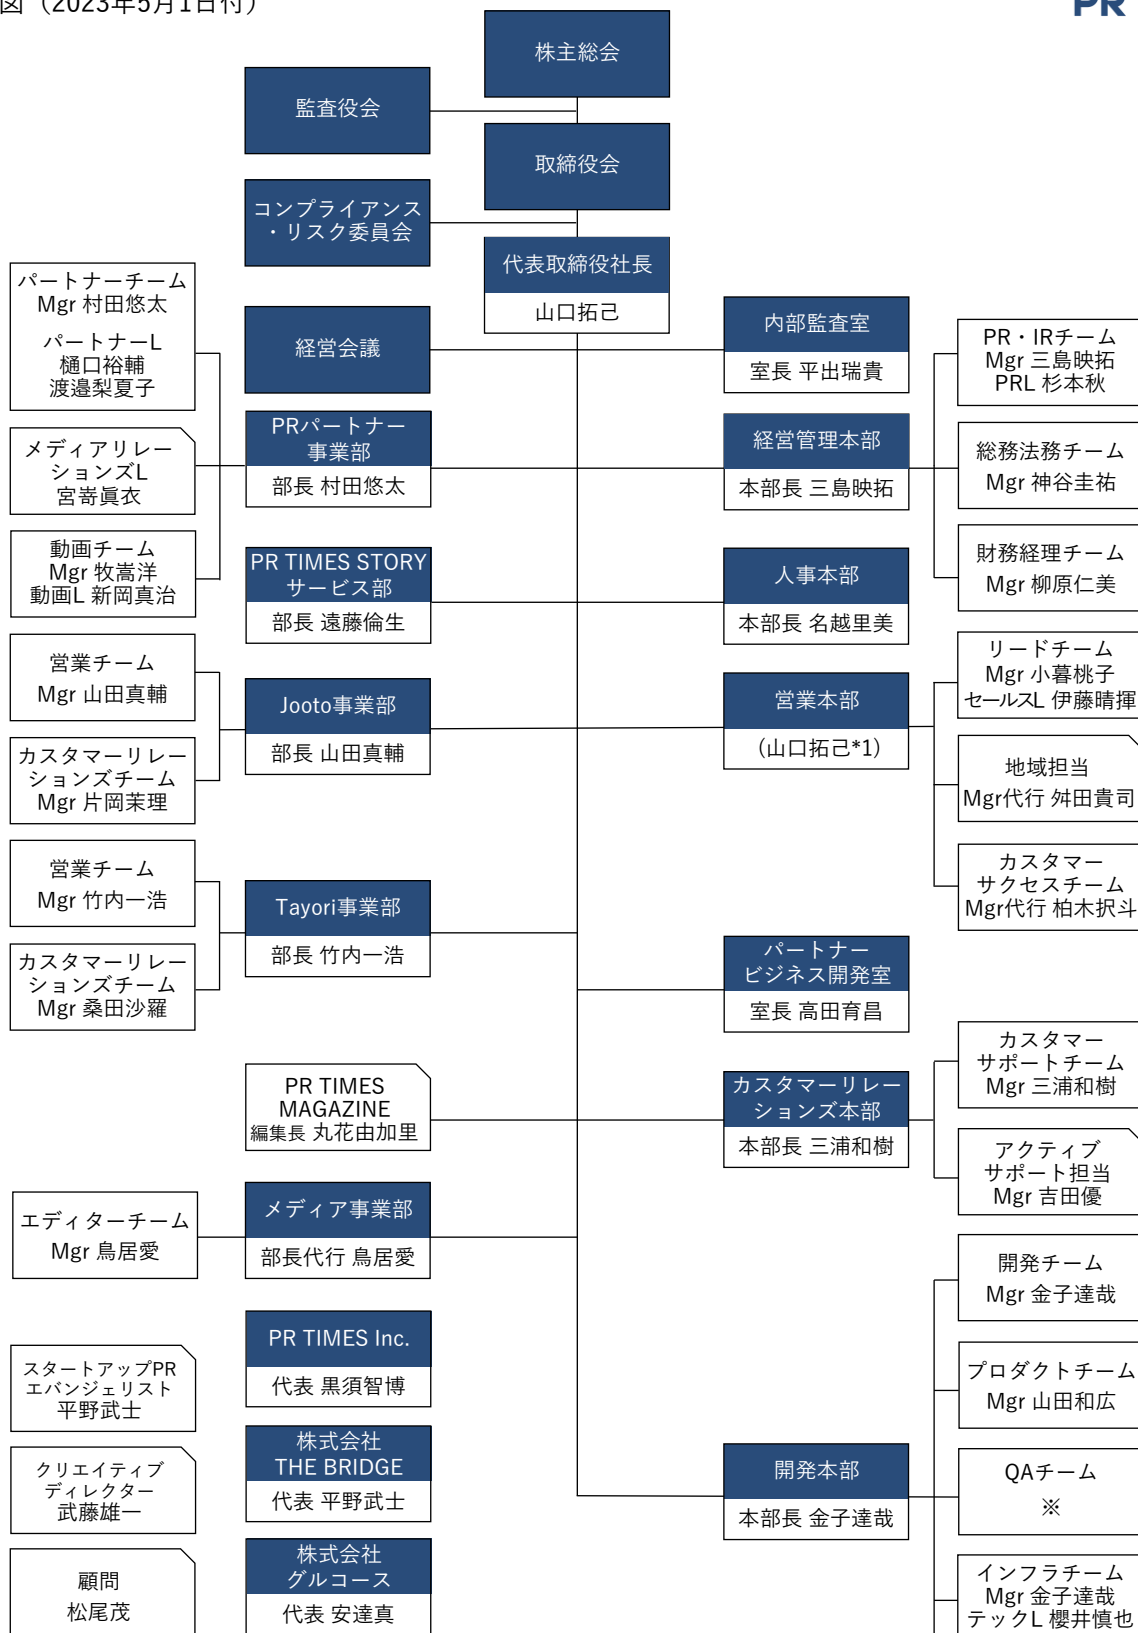 図（2023年5月1日付）
PR
株主総会
監査役会
取締役会
コンプライアンス
・リスク委員会
代表取締役社長
山口拓己
経営会議
内部監査室
室長 平出瑞貴
パートナーチーム
Mgr 村田悠太
パートナーL
樋口裕輔
渡邉梨夏子
メディアリレー
ションズL
宮嵜眞衣
動画チーム
Mgr 牧嵩洋
動画L 新岡真治
PRパートナー
事業部
部長 村田悠太
経営管理本部
本部長 三島映拓
PR・IRチーム
Mgr 三島映拓
PRL 杉本秋
総務法務チーム
Mgr 神谷圭祐
財務経理チーム
Mgr 柳原仁美
PR TIMES STORY
サービス部
部長 遠藤倫生
人事本部
本部長 名越里美
営業チーム
Mgr 山田真輔
カスタマーリレー
ションズチーム
Mgr 片岡茉理
Jooto事業部
部長 山田真輔
営業本部
(山口拓己*1)
リードチーム
Mgr 小暮桃子
セールスL 伊藤晴揮
地域担当
Mgr代行 舛田貴司
カスタマー
サクセスチーム
Mgr代行 柏木択斗
営業チーム
Mgr 竹内一浩
カスタマーリレー
ションズチーム
Mgr 桑田沙羅
Tayori事業部
部長 竹内一浩
パートナー
ビジネス開発室
室長 高田育昌
PR TIMES
MAGAZINE
編集長 丸花由加里
カスタマーリレー
ションズ本部
本部長 三浦和樹
カスタマー
サポートチーム
Mgr 三浦和樹
アクティブ
サポート担当
Mgr 吉田優
エディターチーム
Mgr 鳥居愛
メディア事業部
部長代行 鳥居愛
PR TIMES Inc.
代表 黒須智博
スタートアップPR
エバンジェリスト
平野武士
株式会社
THE BRIDGE
代表 平野武士
クリエイティブ
ディレクター
武藤雄一
株式会社
グルコース
代表 安達真
顧問
松尾茂
開発本部
本部長 金子達哉
開発チーム
Mgr 金子達哉
プロダクトチーム
Mgr 山田和広
QAチーム
※
インフラチーム
Mgr 金子達哉
テックL 櫻井慎也